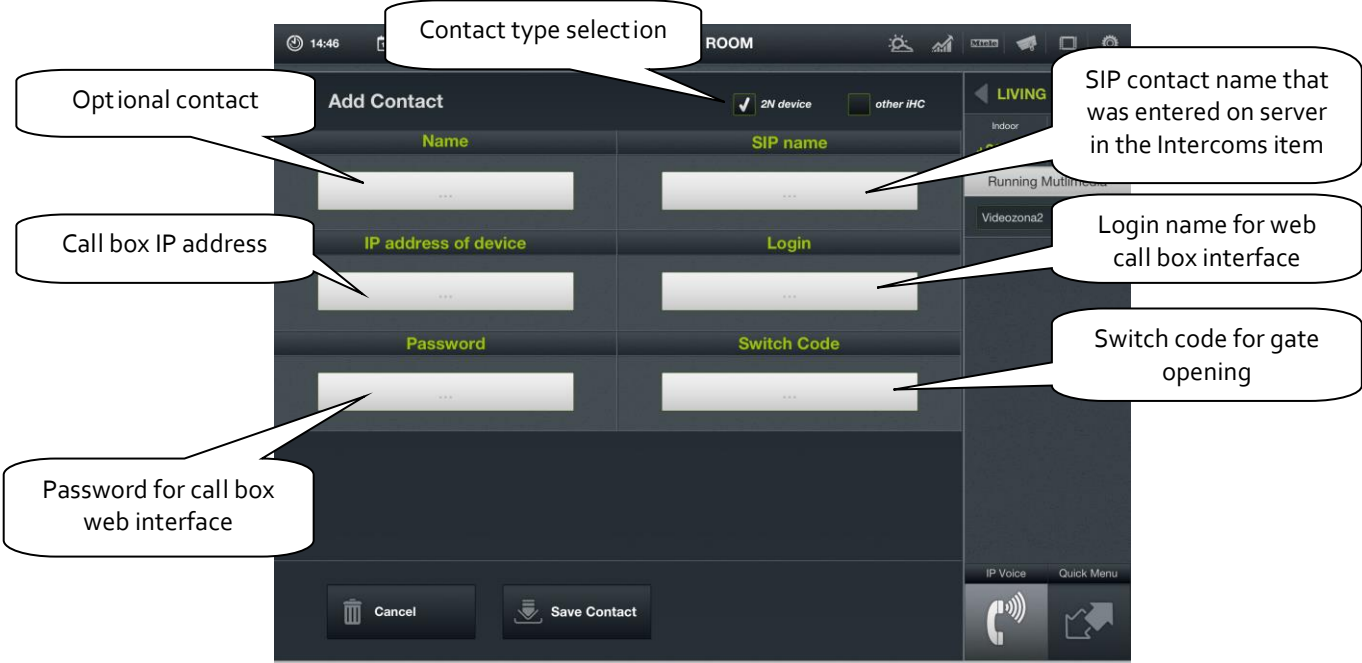 Contact type selection
14:46
ROOM
Miele
Optional contact
Add Contact
2N device
other iHC
LIVING
SIP contact name that
was entered on server
in the Intercoms item
Indoor
Name
SIP name
...
...
Running Mutlimedia
Call box IP address
IP address of device
Login
Videozona2
Login name for web
call box interface
...
...
Password
Switch Code
Switch code for gate
opening
...
...
Password for call box
web interface
IP Voice
Quick Menu
Cancel
Save Contact